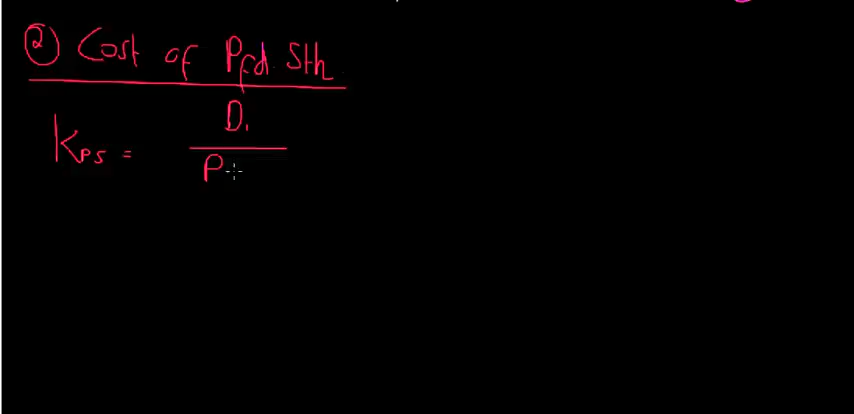 ② Cost of Pfd. Stk
Kps = D1
P